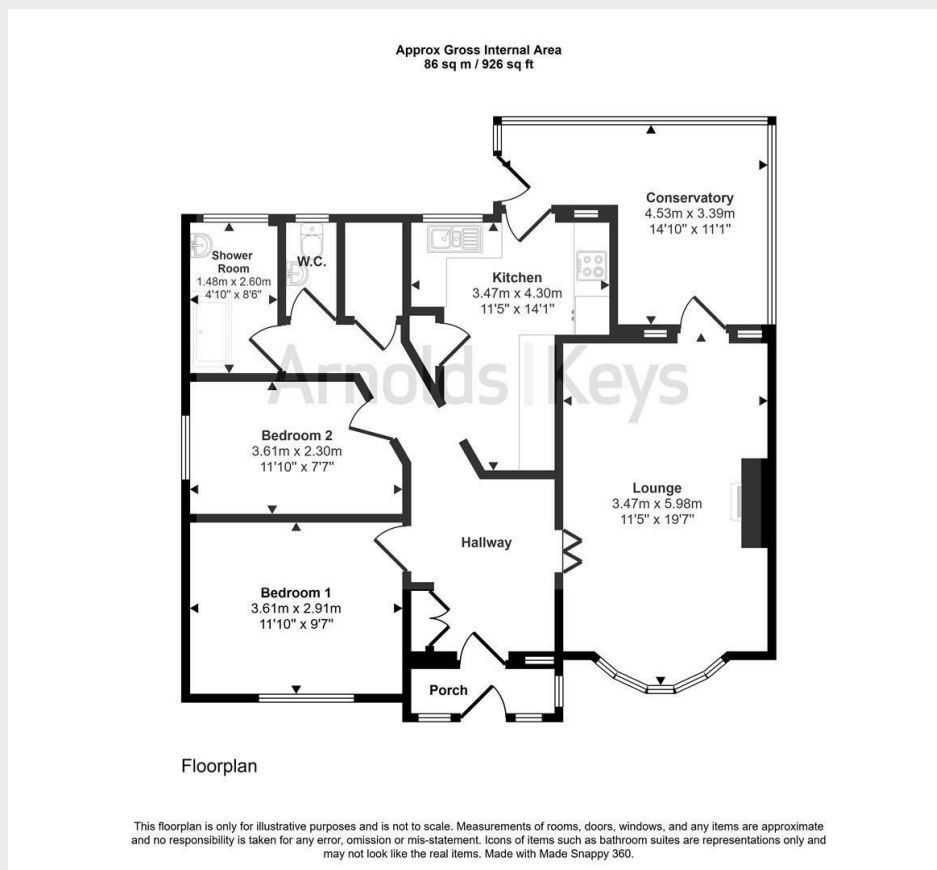 Approx Gross Internal Area
86 sq m / 926 sq ft
Conservatory
4.53m x 3.39m
14'10" x 11'1"
Shower
Room
1.48m x 2.60m
4'10" x 8'6"
W.C.
Kitchen
3.47m x 4.30m
11'5" x 14'1"
Arnolds | Keys
Bedroom 2
3.61m x 2.30m
11'10" x 7'7"
Lounge
3.47m x 5.98m
11'5" x 19'7"
Hallway
Bedroom 1
3.61m x 2.91m
11'10" x 9'7"
Porch
Floorplan
This floorplan is only for illustrative purposes and is not to scale. Measurements of rooms, doors, windows, and any items are approximate
and no responsibility is taken for any error, omission or mis-statement. Icons of items such as bathroom suites are representations only and
may not look like the real items. Made with Made Snappy 360.